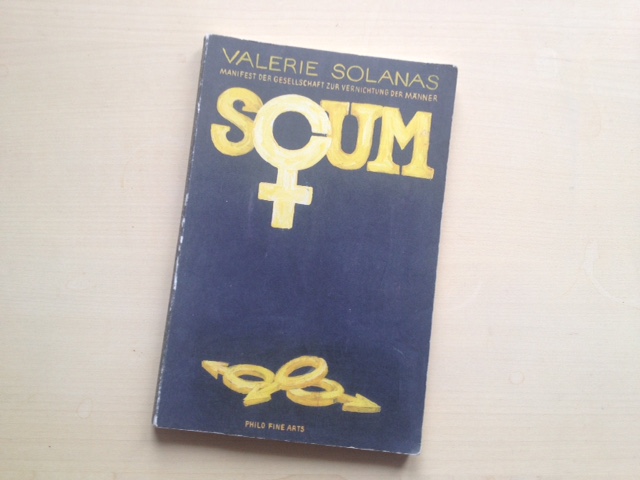 VALERIE SOLANAS
MANIFEST DER GESELLSCHAFT ZUR VERNICHTUNG DER MÄNNER
SCUM
PHILO FINE ARTS